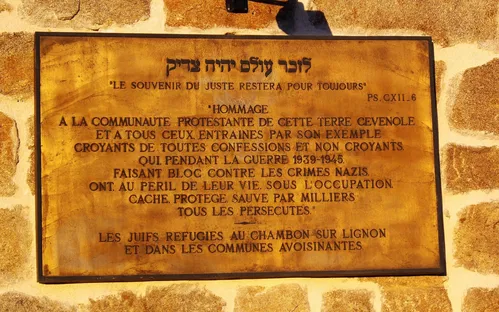 לזכר עולם יהיה צדיק
"LE SOUVENIR DU JUSTE RESTERA POUR TOUJOURS"
PS. CXII. 6
"HOMMAGE
A LA COMMUNAUTE PROTESTANTE DE CETTE TERRE CEVENOLE
ET A TOUS CEUX ENTRAINES PAR SON EXEMPLE
CROYANTS DE TOUTES CONFESSIONS ET NON CROYANTS
QUI PENDANT LA GUERRE 1939-1945,
FAISANT BLOC CONTRE LES CRIMES NAZIS,
ONT AU PERIL DE LEUR VIE, SOUS L'OCCUPATION
CACHE, PROTEGE, SAUVE PAR MILLIERS
TOUS LES PERSECUTES."
LES JUIFS REFUGIES AU CHAMBON SUR LIGNON
ET DANS LES COMMUNES AVOISINANTES